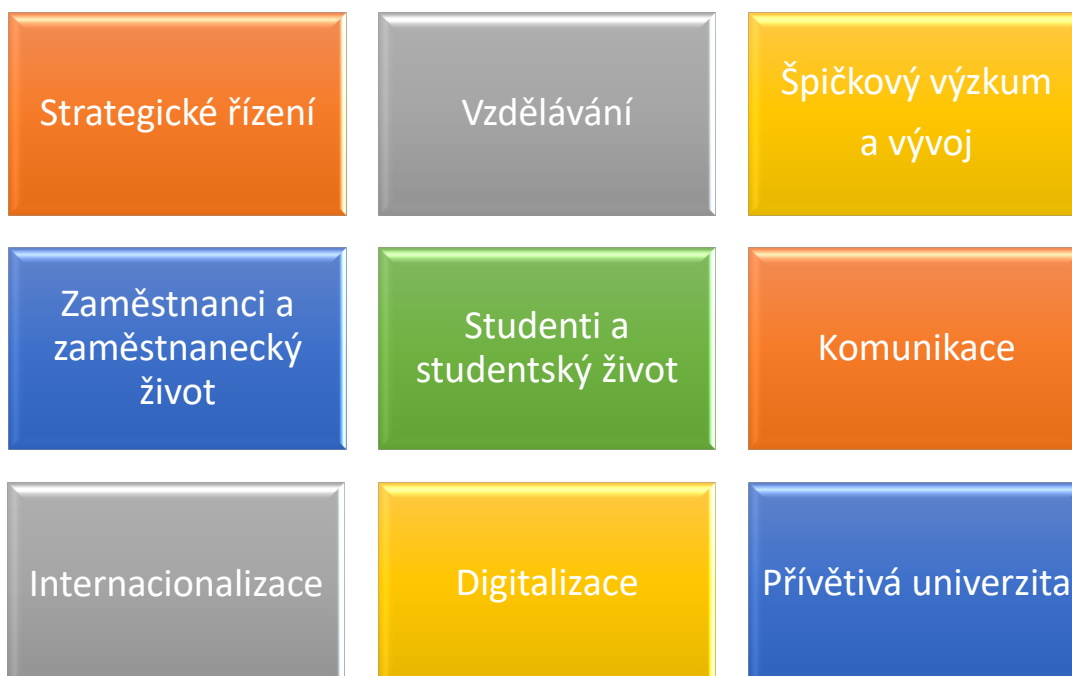 Strategické řízení
Vzdělávání
Špičkový výzkum
a vývoj
Zaměstnanci a
zaměstnanecký
život
Studenti a
studentský život
Komunikace
Internacionalizace
Digitalizace
Přívětivá univerzita